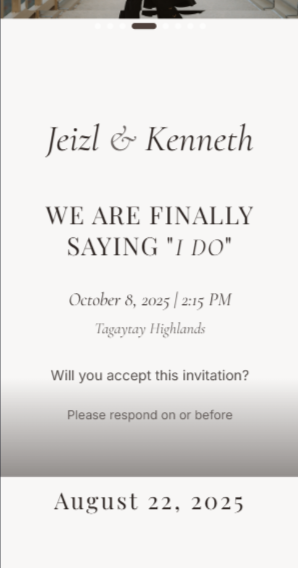 Jeizl & Kenneth
WE ARE FINALLY
SAYING "I DO"
October 8, 2025 | 2:15 PM
Tagaytay Highlands
Will you accept this invitation?
Please respond on or before
August 22, 2025